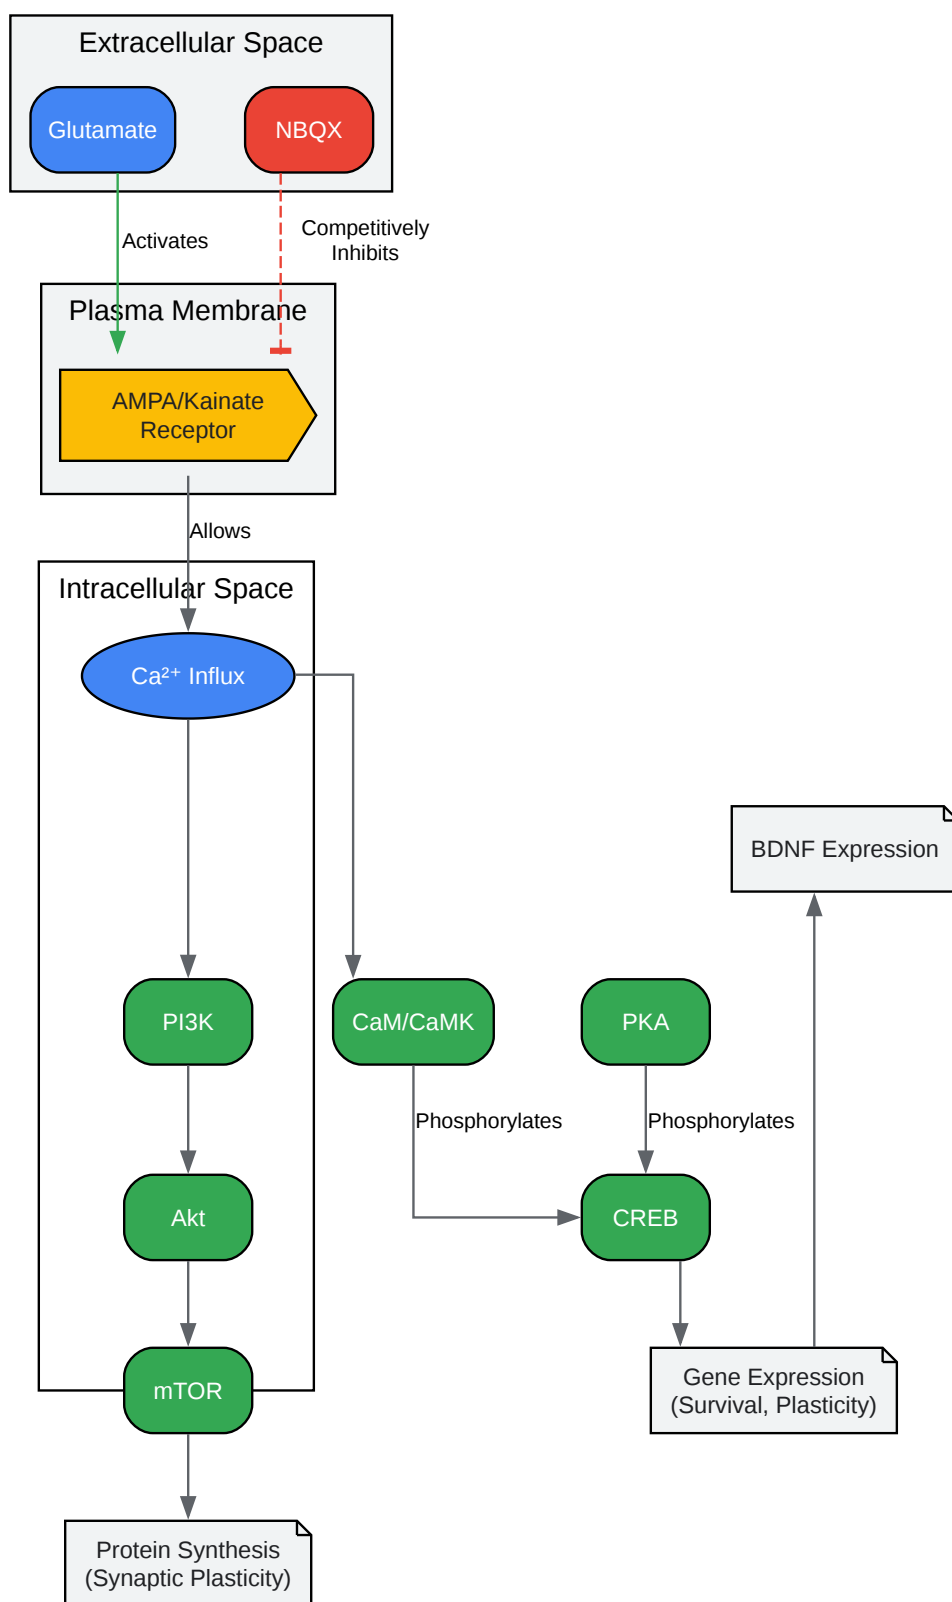 Extracellular Space
Glutamate
NBQX
Activates
Competitively
Inhibits
Plasma Membrane
AMPA/Kainate
Receptor
Allows
Intracellular Space
Ca²⁺ Influx
BDNF Expression
PI3K
CaM/CaMK
PKA
Phosphorylates
Phosphorylates
Akt
CREB
mTOR
Gene Expression
(Survival, Plasticity)
Protein Synthesis
(Synaptic Plasticity)